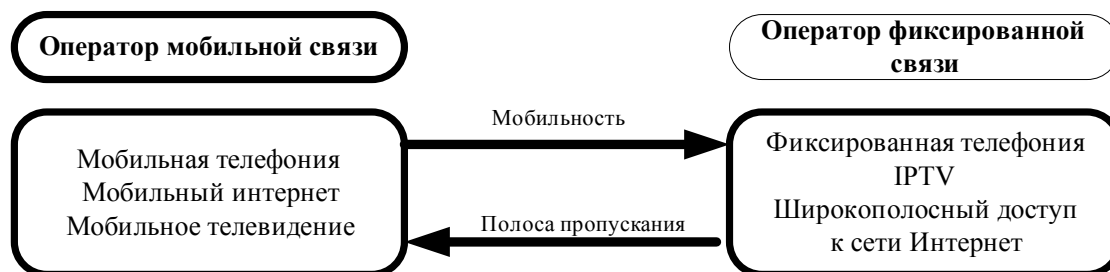 Оператор мобильной связи
Оператор фиксированной
связи
Мобильная телефония
Мобильный интернет
Мобильное телевидение
Мобильность
Полоса пропускания
Фиксированная телефония
IPTV
Широкополосный доступ
к сети Интернет